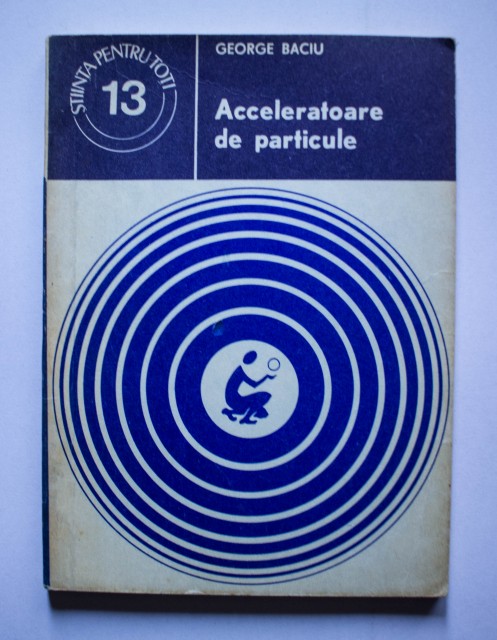 ȘTIINȚA PENTRU TOȚI
13
GEORGE BACIU
Acceleratoare
de particule